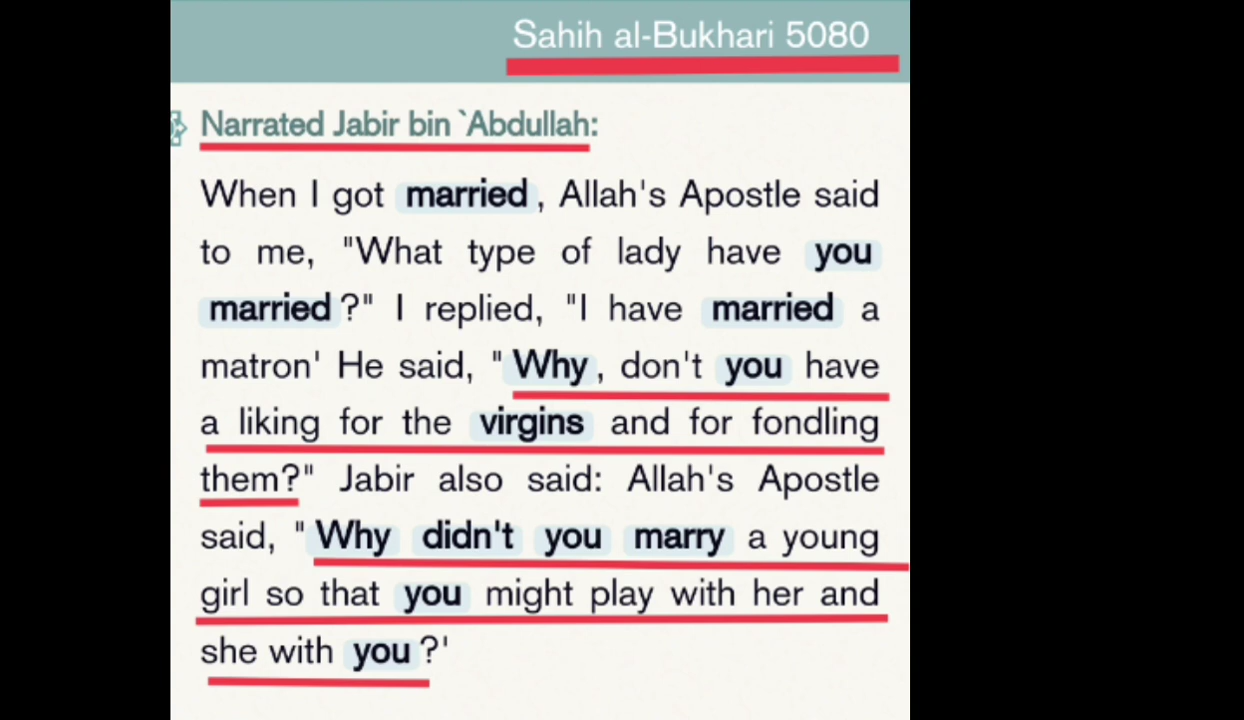 Sahih al-Bukhari 5080
Narrated Jabir bin `Abdullah:
When I got married, Allah's Apostle said
to me, "What type of lady have you
married?" I replied, "I have married a
matron' He said, "Why, don't you have
a liking for the virgins and for fondling
them?" Jabir also said: Allah's Apostle
said, "Why didn't you marry a young
girl so that you might play with her and
she with you?'